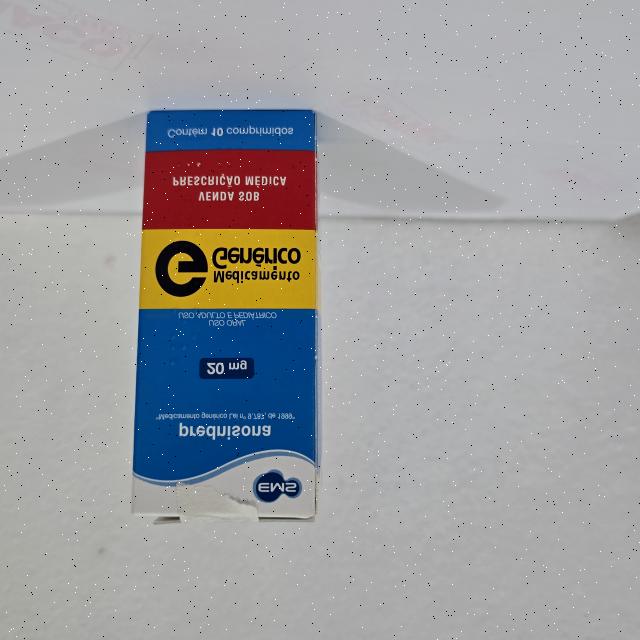 EMS
prednisona
"Medicamento genérico Lei nº 9.787, de 1999"
20 mg
USO ORAL
USO ADULTO E PEDIÁTRICO
Medicamento
Genérico
VENDA SOB
PRESCRIÇÃO MÉDICA
Contém 10 comprimidos